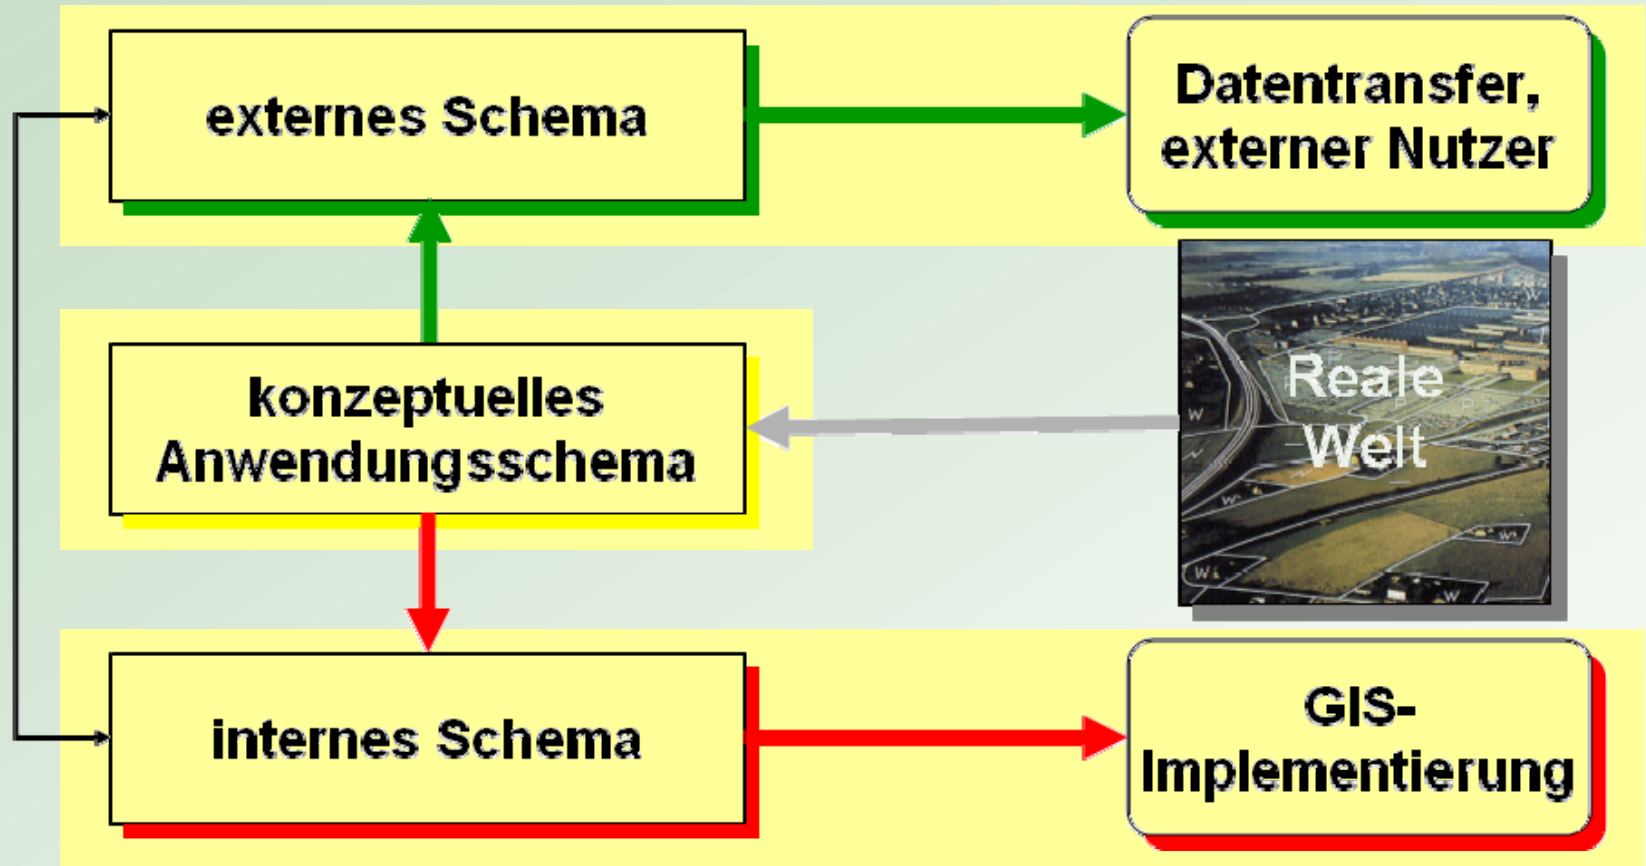 externes Schema
Datentransfer,
externer Nutzer
konzeptuelles
Anwendungsschema
Reale
Welt
W
W
W
W
W
W
internes Schema
GIS-
Implementierung